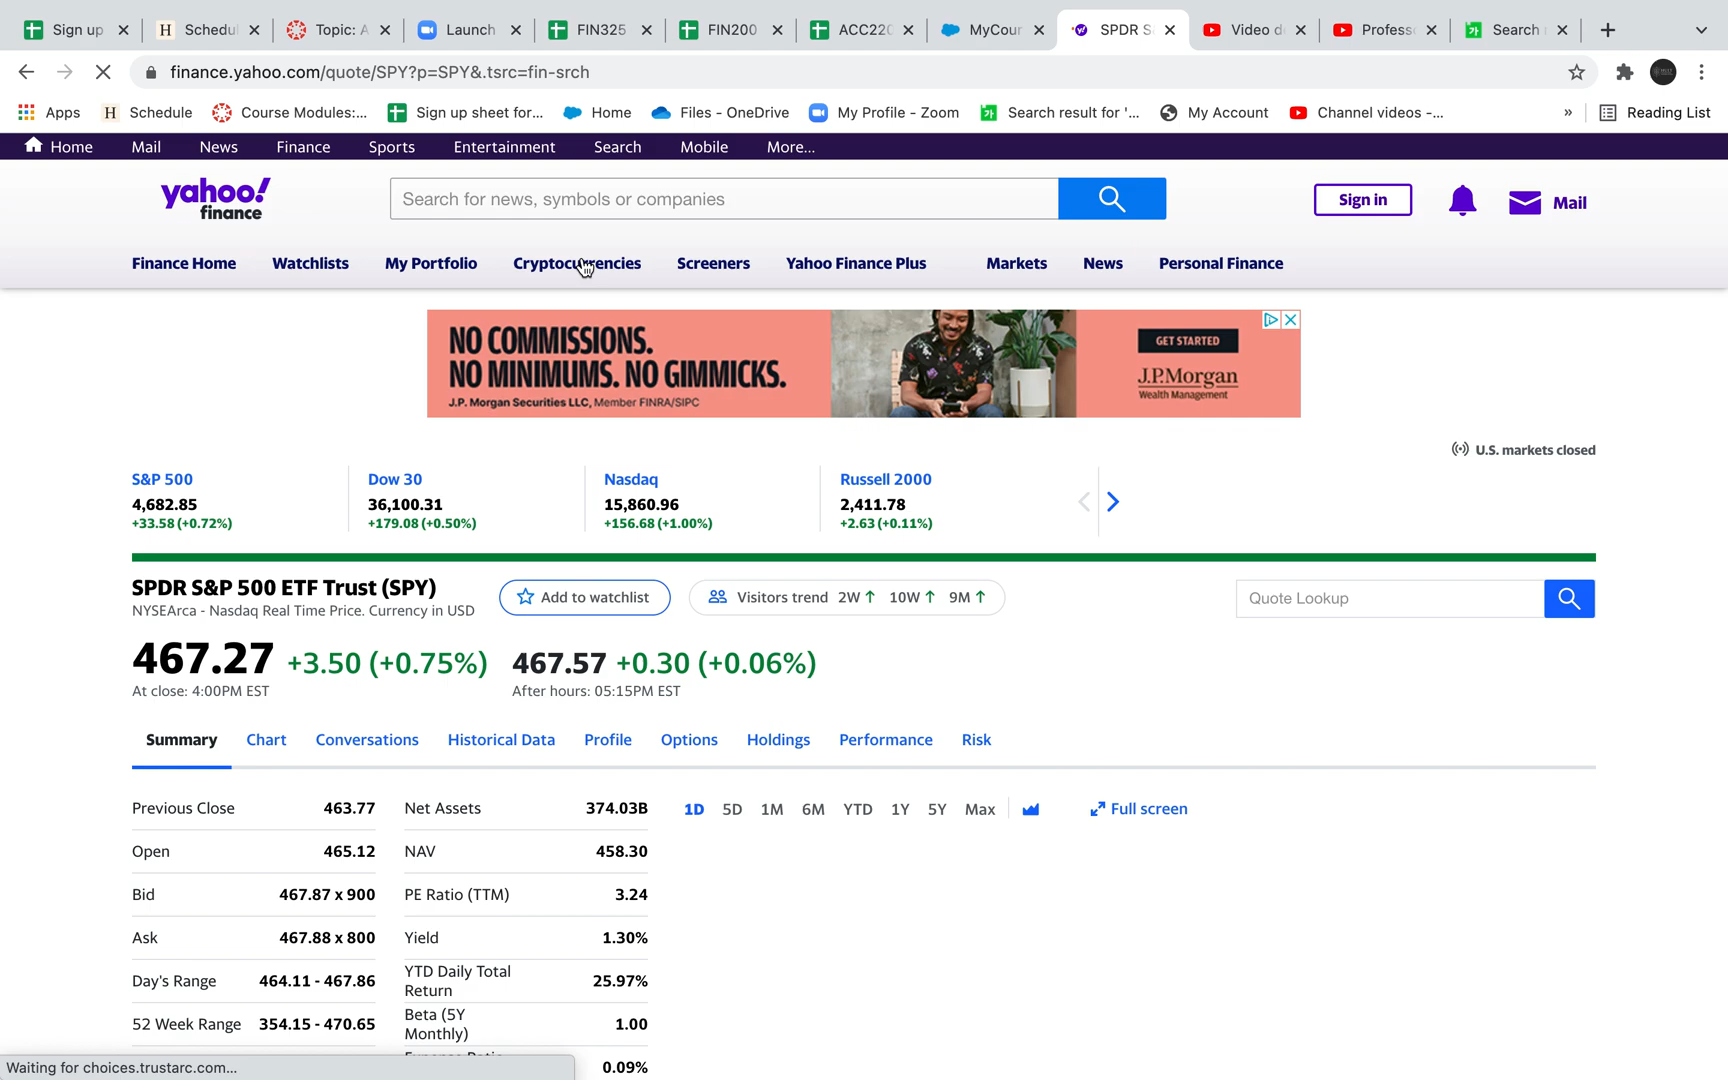 Sign up
Schedul
Topic: A
Launch
FIN325
FIN200
ACC220
MyCour
SPDR S
Video d
Profess
Search
finance.yahoo.com/quote/SPY?p=SPY&.tsrc=fin-srch
Apps
Schedule
Course Modules:...
Sign up sheet for...
Home
Files - OneDrive
My Profile - Zoom
Search result for '...
My Account
Channel videos -...
»
Reading List
Home
Mail
News
Finance
Sports
Entertainment
Search
Mobile
More...
yahoo!
finance
Search for news, symbols or companies
Sign in
Mail
Finance Home
Watchlists
My Portfolio
Cryptocurrencies
Screeners
Yahoo Finance Plus
Markets
News
Personal Finance
NO COMMISSIONS.
NO MINIMUMS. NO GIMMICKS.
J.P. Morgan Securities LLC, Member FINRA/SIPC
GET STARTED
J.P.Morgan
Wealth Management
U.S. markets closed
S&P 500
4,682.85
+33.58 (+0.72%)
Dow 30
36,100.31
+179.08 (+0.50%)
Nasdaq
15,860.96
+156.68 (+1.00%)
Russell 2000
2,411.78
+2.63 (+0.11%)
SPDR S&P 500 ETF Trust (SPY)
NYSEArca - Nasdaq Real Time Price. Currency in USD
Add to watchlist
Visitors trend 2W ↑ 10W ↑ 9M ↑
Quote Lookup
467.27 +3.50 (+0.75%)
At close: 4:00PM EST
467.57 +0.30 (+0.06%)
After hours: 05:15PM EST
Summary
Chart
Conversations
Historical Data
Profile
Options
Holdings
Performance
Risk
Previous Close 463.77
Open 465.12
Bid 467.87 x 900
Ask 467.88 x 800
Day's Range 464.11 - 467.86
52 Week Range 354.15 - 470.65
Net Assets 374.03B
NAV 458.30
PE Ratio (TTM) 3.24
Yield 1.30%
YTD Daily Total
Return 25.97%
Beta (5Y
Monthly) 1.00
0.09%
1D 5D 1M 6M YTD 1Y 5Y Max
Full screen
Waiting for choices.trustarc.com...